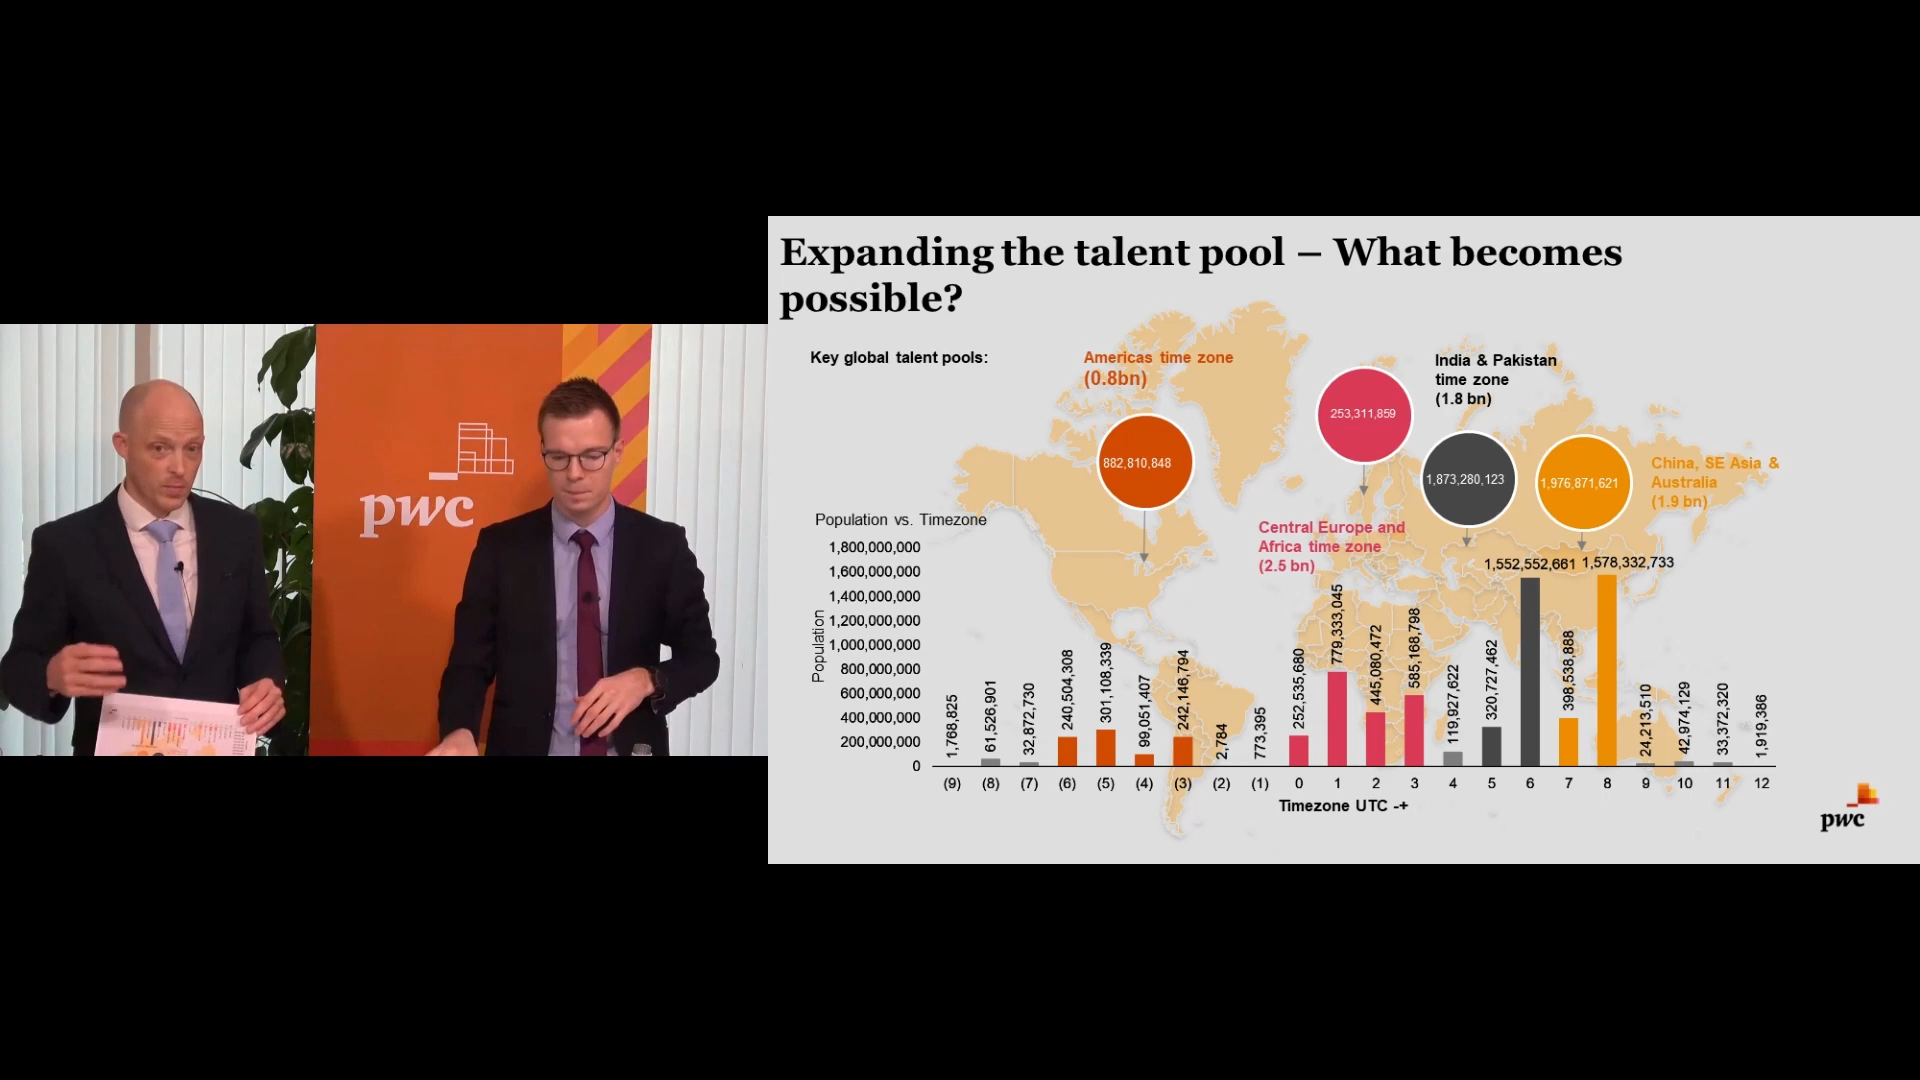 pwc
Expanding the talent pool – What becomes
possible?
Key global talent pools:
Americas time zone
(0.8bn)
882,810,848
253,311,859
India & Pakistan
time zone
(1.8 bn)
1,873,280,123
1,976,871,621
China, SE Asia &
Australia
(1.9 bn)
Central Europe and
Africa time zone
(2.5 bn)
Population vs. Timezone
Population
1,800,000,000
1,600,000,000
1,400,000,000
1,200,000,000
1,000,000,000
800,000,000
600,000,000
400,000,000
200,000,000
0
1,768,825
61,526,901
32,872,730
240,504,308
301,108,339
99,051,407
242,146,794
2,784
773,395
252,535,680
779,333,045
445,080,472
585,168,798
119,927,622
320,727,462
1,552,552,661
398,538,888
1,578,332,733
24,213,510
42,974,129
33,372,320
1,919,386
(9) (8) (7) (6) (5) (4) (3) (2) (1) 0 1 2 3 4 5 6 7 8 9 10 11 12
Timezone UTC -+
pwc